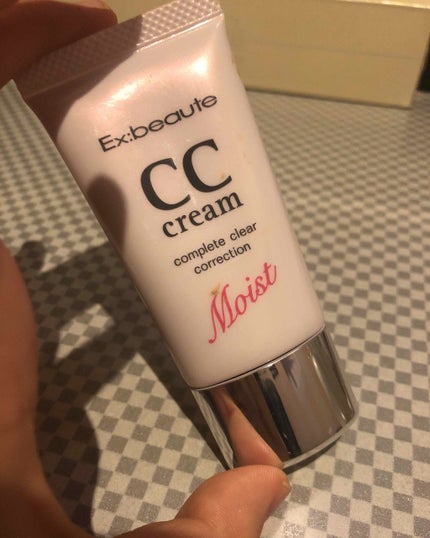 Ex:beaute
CC
cream
complete clear
correction
Moist